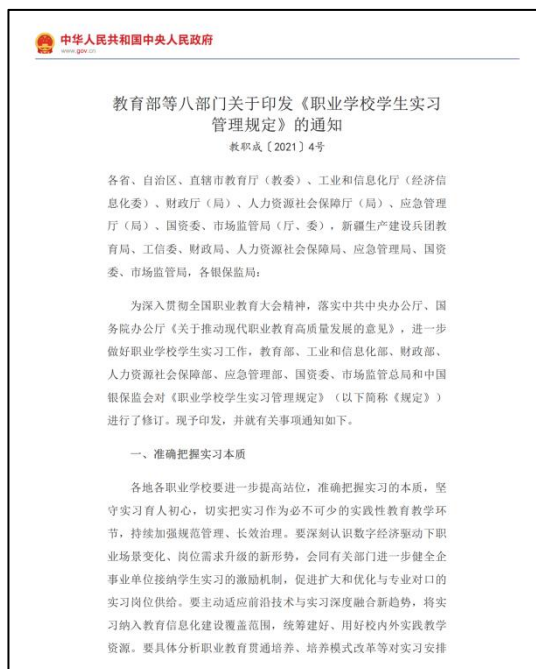 中华人民共和国中央人民政府
www.gov.cn
教育部等八部门关于印发《职业学校学生实习
管理规定》的通知
教职成〔2021〕4号
各省、自治区、直辖市教育厅（教委）、工业和信息化厅（经济信
息化委）、财政厅（局）、人力资源社会保障厅（局）、应急管理
厅（局）、国资委、市场监管局（厅、委），新疆生产建设兵团教
育局、工信委、财政局、人力资源社会保障局、应急管理局、国资
委、市场监管局，各银保监局：
为深入贯彻全国职业教育大会精神，落实中共中央办公厅、国
务院办公厅《关于推动现代职业教育高质量发展的意见》，进一步
做好职业学校学生实习工作，教育部、工业和信息化部、财政部、
人力资源社会保障部、应急管理部、国资委、市场监管总局和中国
银保监会对《职业学校学生实习管理规定》（以下简称《规定》）
进行了修订。现予印发，并就有关事项通知如下。
一、准确把握实习本质
各地各职业学校要进一步提高站位，准确把握实习的本质，坚
守实习育人初心，切实把实习作为必不可少的实践性教育教学环
节，持续加强规范管理、长效治理。要深刻认识数字经济驱动下职
业场景变化、岗位需求升级的新形势，会同有关部门进一步健全企
事业单位接纳学生实习的激励机制，促进扩大和优化与专业对口的
实习岗位供给。要主动适应前沿技术与实习深度融合新趋势，将实
习纳入教育信息化建设覆盖范围，统筹建好、用好校内外实践教学
资源。要具体分析职业教育贯通培养、培养模式改革等对实习安排